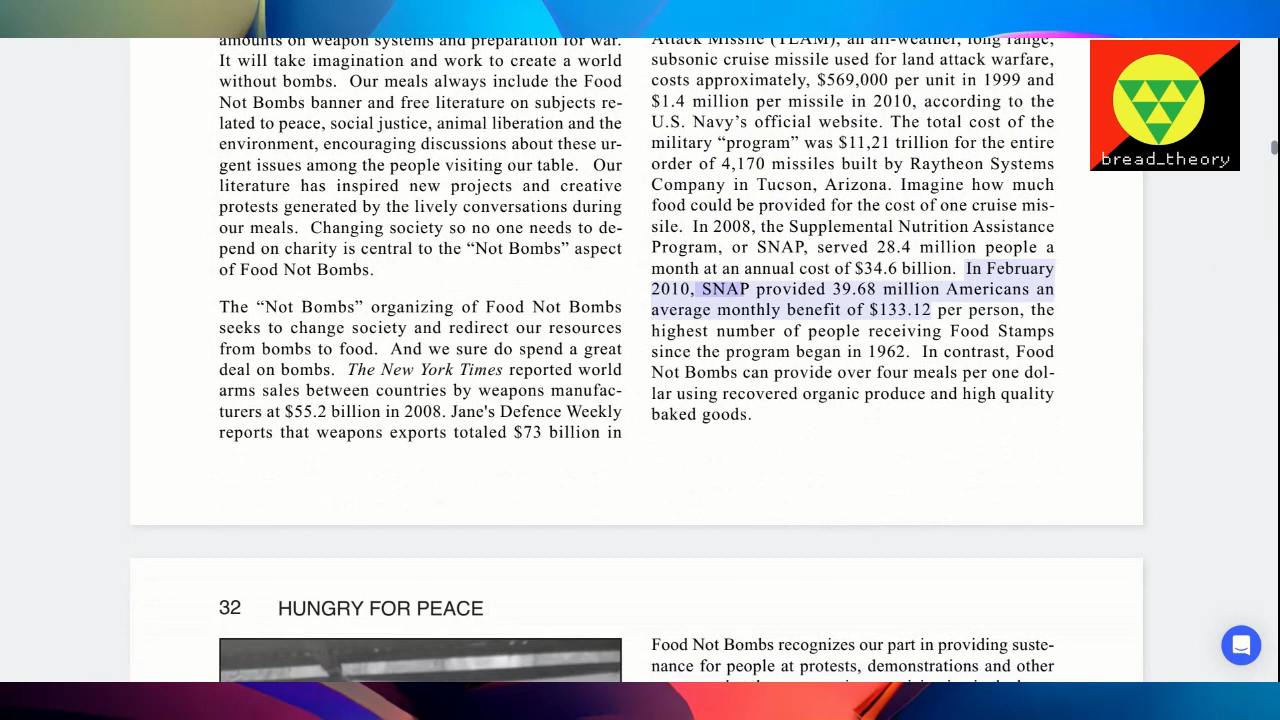 amounts on weapon systems and preparation for war.
It will take imagination and work to create a world
without bombs. Our meals always include the Food
Not Bombs banner and free literature on subjects re-
lated to peace, social justice, animal liberation and the
environment, encouraging discussions about these ur-
gent issues among the people visiting our table. Our
literature has inspired new projects and creative
protests generated by the lively conversations during
our meals. Changing society so no one needs to de-
pend on charity is central to the “Not Bombs” aspect
of Food Not Bombs.
The “Not Bombs” organizing of Food Not Bombs
seeks to change society and redirect our resources
from bombs to food. And we sure do spend a great
deal on bombs. The New York Times reported world
arms sales between countries by weapons manufac-
turers at $55.2 billion in 2008. Jane's Defence Weekly
reports that weapons exports totaled $73 billion in
Attack Missile (TLAM), an all-weather, long range,
subsonic cruise missile used for land attack warfare,
costs approximately, $569,000 per unit in 1999 and
$1.4 million per missile in 2010, according to the
U.S. Navy’s official website. The total cost of the
military “program” was $11,21 trillion for the entire
order of 4,170 missiles built by Raytheon Systems
Company in Tucson, Arizona. Imagine how much
food could be provided for the cost of one cruise mis-
sile. In 2008, the Supplemental Nutrition Assistance
Program, or SNAP, served 28.4 million people a
month at an annual cost of $34.6 billion. In February
2010, SNAP provided 39.68 million Americans an
average monthly benefit of $133.12 per person, the
highest number of people receiving Food Stamps
since the program began in 1962. In contrast, Food
Not Bombs can provide over four meals per one dol-
lar using recovered organic produce and high quality
baked goods.
bread_theory
32 HUNGRY FOR PEACE
Food Not Bombs recognizes our part in providing suste-
nance for people at protests, demonstrations and other